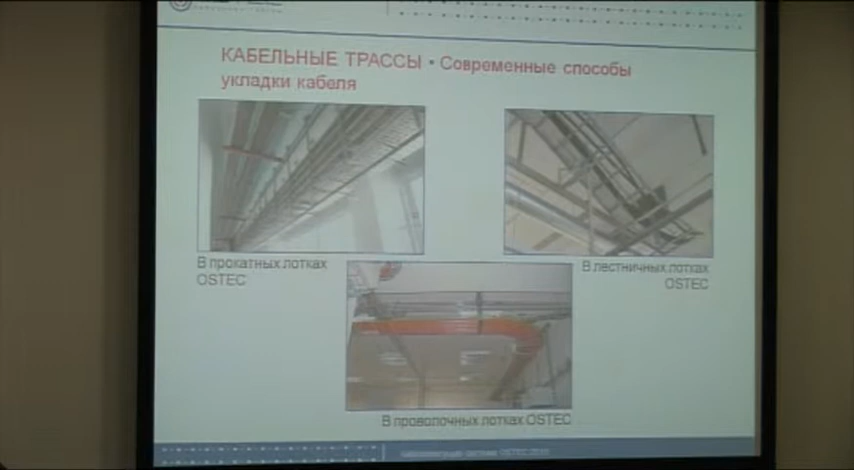 КАБЕЛЬНЫЕ ТРАССЫ • Современные способы
укладки кабеля
В прокатных лотках
OSTEC
В лестничных лотках
OSTEC
В проволочных лотках OSTEC